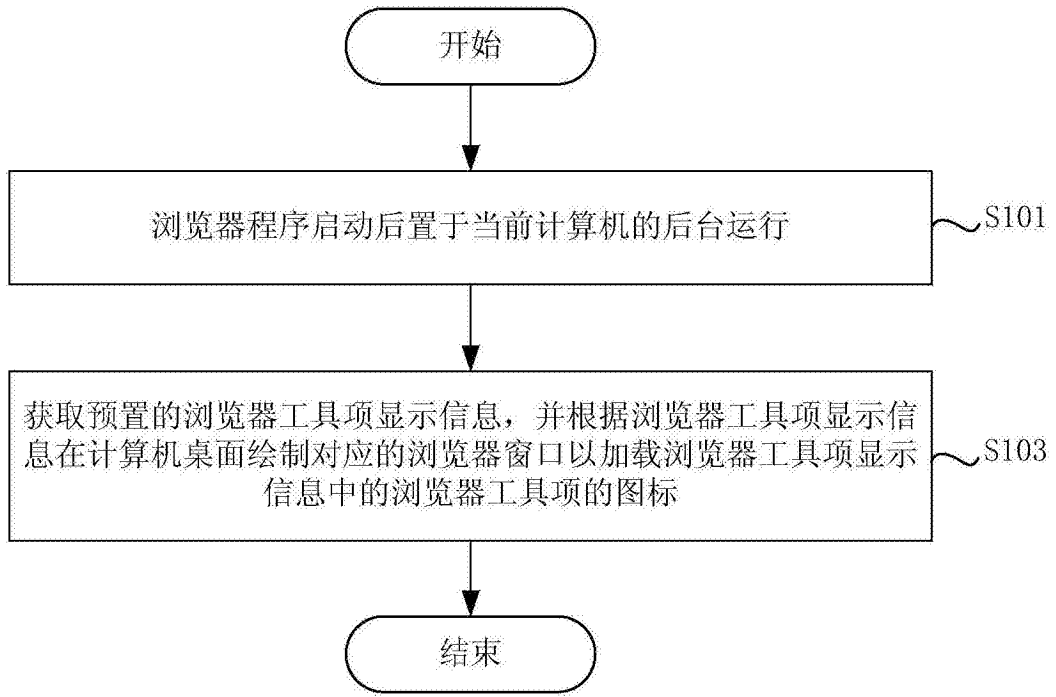 开始
浏览器程序启动后置于当前计算机的后台运行
S101
获取预置的浏览器工具项显示信息，并根据浏览器工具项显示信
息在计算机桌面绘制对应的浏览器窗口以加载浏览器工具项显示
信息中的浏览器工具项的图标
S103
结束